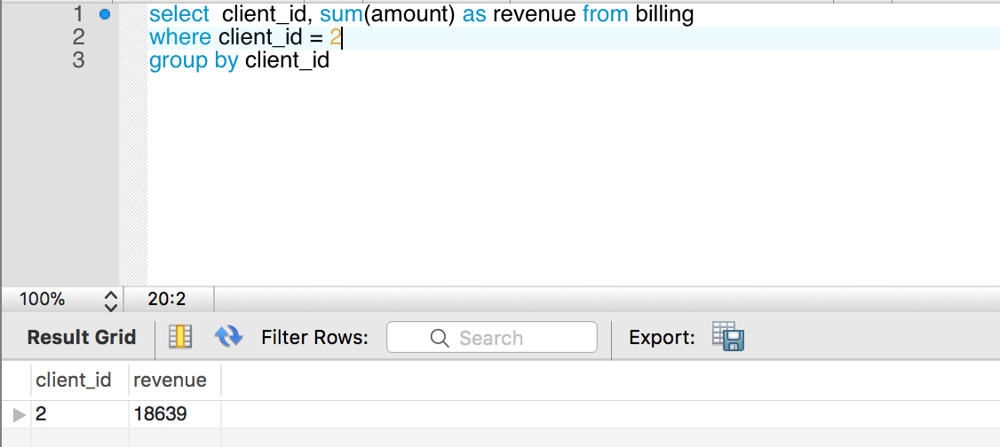 1 select  client_id, sum(amount) as revenue from billing
2 where client_id = 2
3 group by client_id
100% 20:2
Result Grid Filter Rows: Search Export:
client_id revenue
2 18639